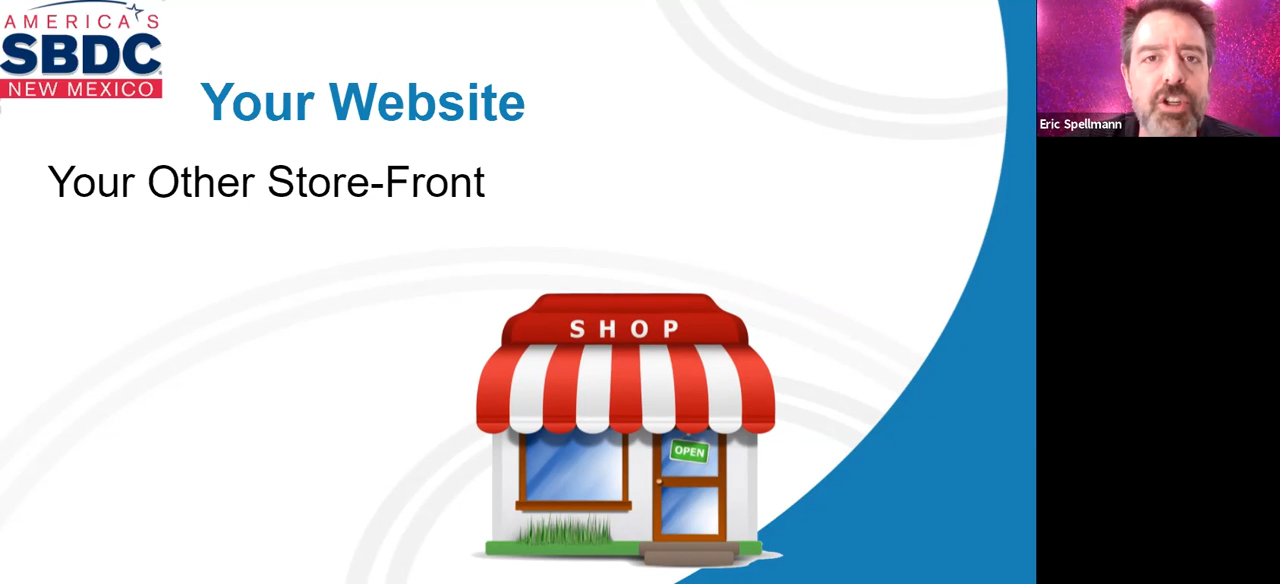 AMERICA'S
SBDC
NEW MEXICO
Your Website
Your Other Store-Front
SHOP
OPEN
Eric Spellmann